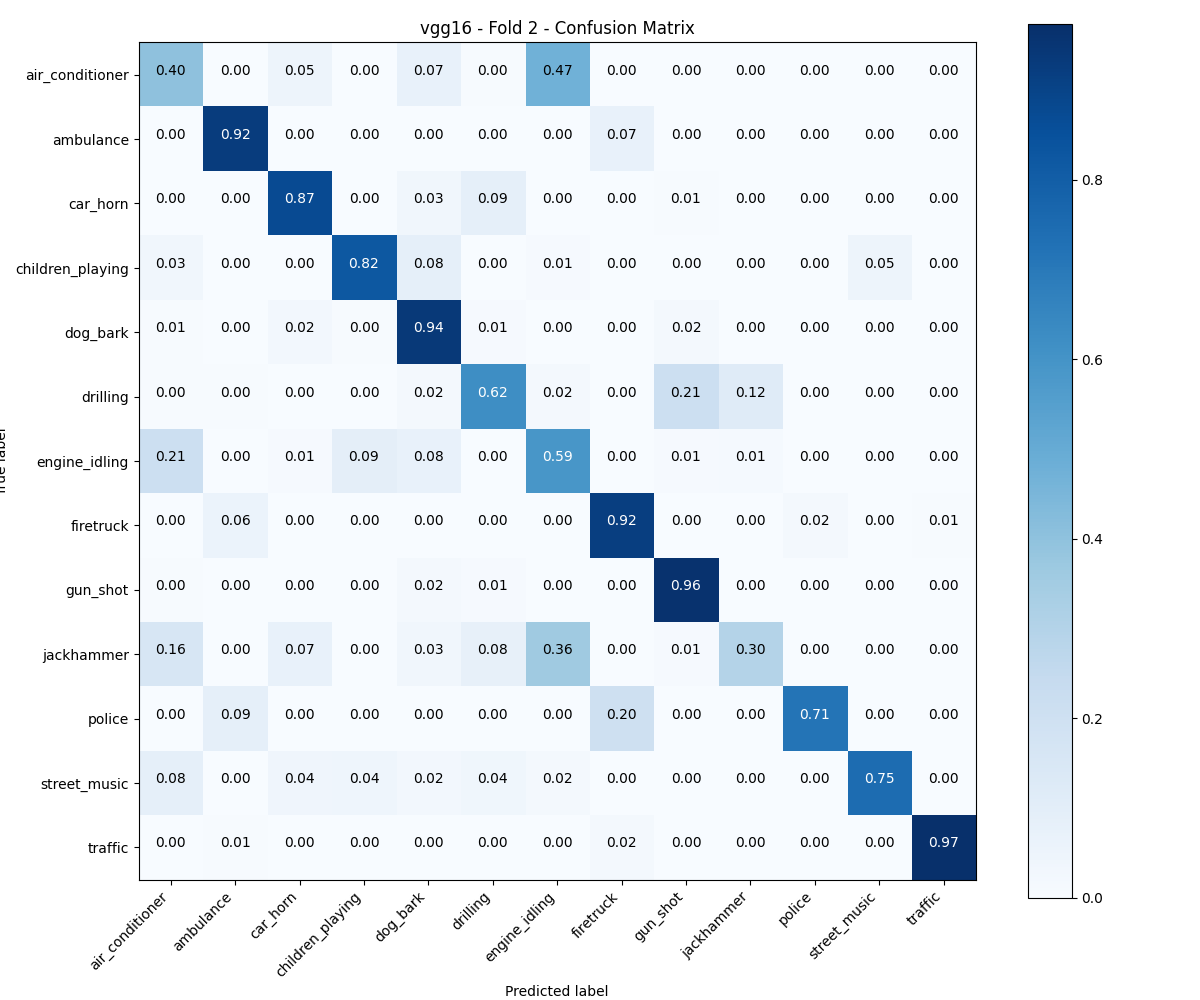 vgg16 - Fold 2 - Confusion Matrix
air_conditioner 0.40 0.00 0.05 0.00 0.07 0.00 0.47 0.00 0.00 0.00 0.00 0.00 0.00
ambulance 0.00 0.92 0.00 0.00 0.00 0.00 0.00 0.07 0.00 0.00 0.00 0.00 0.00
0.8
car_horn 0.00 0.00 0.87 0.00 0.03 0.09 0.00 0.00 0.01 0.00 0.00 0.00 0.00
children_playing 0.03 0.00 0.00 0.82 0.08 0.00 0.01 0.00 0.00 0.00 0.00 0.05 0.00
dog_bark 0.01 0.00 0.02 0.00 0.94 0.01 0.00 0.00 0.02 0.00 0.00 0.00 0.00
0.6
drilling 0.00 0.00 0.00 0.00 0.02 0.62 0.02 0.00 0.21 0.12 0.00 0.00 0.00
label
engine_idling 0.21 0.00 0.01 0.09 0.08 0.00 0.59 0.00 0.01 0.01 0.00 0.00 0.00
firetruck 0.00 0.06 0.00 0.00 0.00 0.00 0.00 0.92 0.00 0.00 0.02 0.00 0.01
0.4
gun_shot 0.00 0.00 0.00 0.00 0.02 0.01 0.00 0.00 0.96 0.00 0.00 0.00 0.00
jackhammer 0.16 0.00 0.07 0.00 0.03 0.08 0.36 0.00 0.01 0.30 0.00 0.00 0.00
police 0.00 0.09 0.00 0.00 0.00 0.00 0.00 0.20 0.00 0.00 0.71 0.00 0.00
0.2
street_music 0.08 0.00 0.04 0.04 0.02 0.04 0.02 0.00 0.00 0.00 0.00 0.75 0.00
traffic 0.00 0.01 0.00 0.00 0.00 0.00 0.00 0.02 0.00 0.00 0.00 0.00 0.97
0.0
air_conditioner
ambulance
car_horn
children_playing
dog_bark
drilling
engine_idling
firetruck
gun_shot
jackhammer
police
street_music
traffic
Predicted label